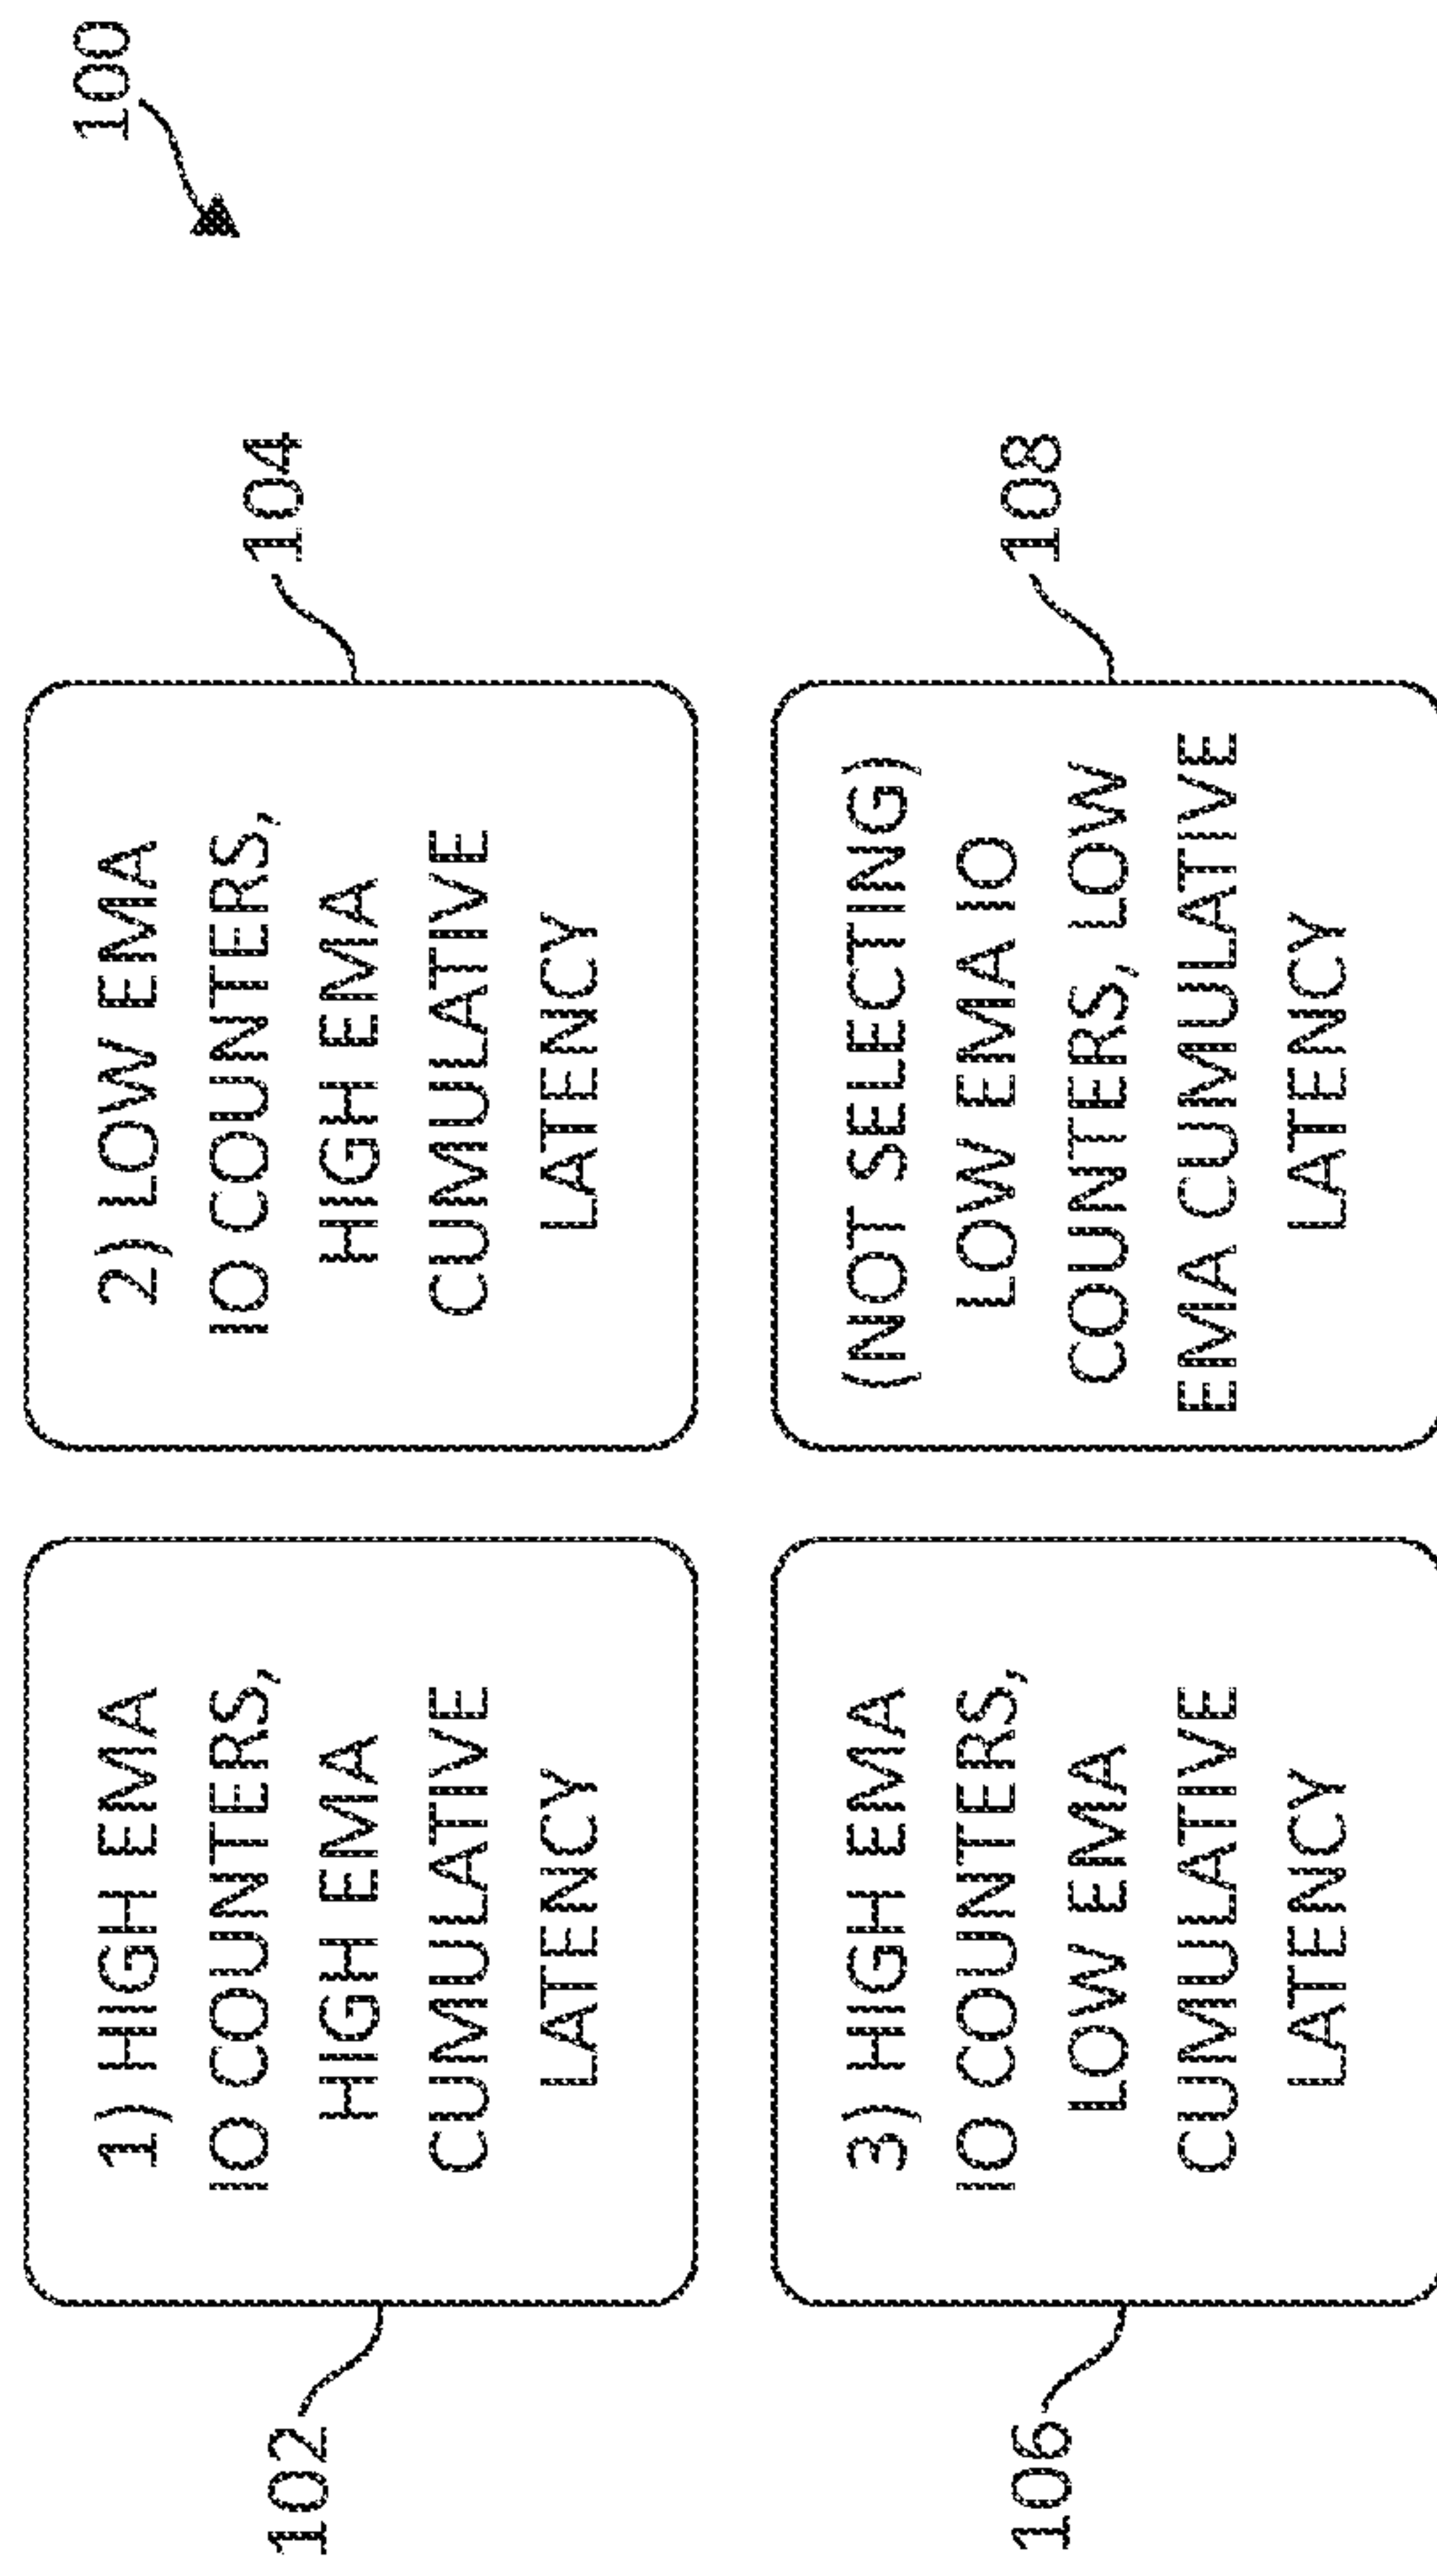 100
102
1) HIGH EMA
IO COUNTERS,
HIGH EMA
CUMULATIVE
LATENCY
104
2) LOW EMA
IO COUNTERS,
HIGH EMA
CUMULATIVE
LATENCY
106
3) HIGH EMA
IO COUNTERS,
LOW EMA
CUMULATIVE
LATENCY
108
(NOT SELECTING)
LOW EMA IO
COUNTERS, LOW
EMA CUMULATIVE
LATENCY